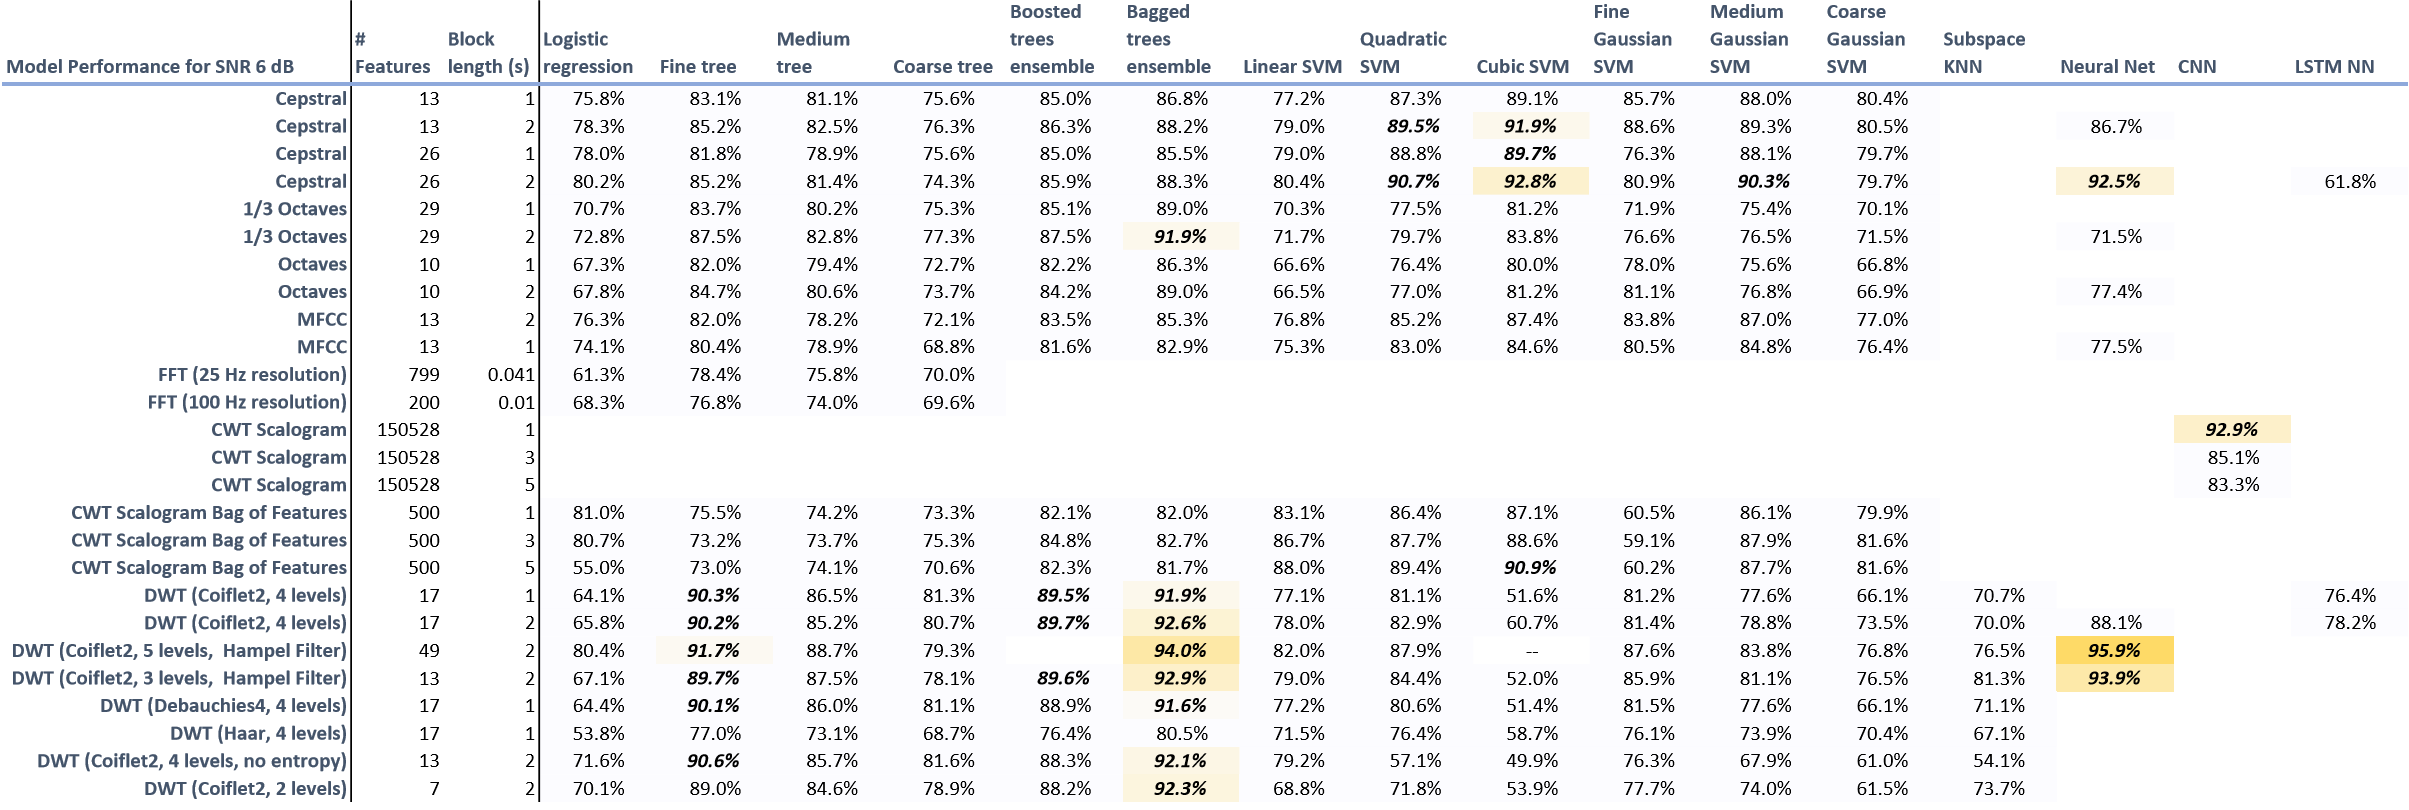 Boosted Bagged Fine Medium Coarse
# Block Logistic Medium trees trees Quadratic Gaussian Gaussian Gaussian Subspace
Model Performance for SNR 6 dB Features length (s) regression Fine tree tree Coarse tree ensemble ensemble Linear SVM SVM Cubic SVM SVM SVM SVM KNN Neural Net CNN LSTM NN
Cepstral 13 1 75.8% 83.1% 81.1% 75.6% 85.0% 86.8% 77.2% 87.3% 89.1% 85.7% 88.0% 80.4%
Cepstral 13 2 78.3% 85.2% 82.5% 76.3% 86.3% 88.2% 79.0% 89.5% 91.9% 88.6% 89.3% 80.5% 86.7%
Cepstral 26 1 78.0% 81.8% 78.9% 75.6% 85.0% 85.5% 79.0% 88.8% 89.7% 76.3% 88.1% 79.7%
Cepstral 26 2 80.2% 85.2% 81.4% 74.3% 85.9% 88.3% 80.4% 90.7% 92.8% 80.9% 90.3% 79.7% 92.5% 61.8%
1/3 Octaves 29 1 70.7% 83.7% 80.2% 75.3% 85.1% 89.0% 70.3% 77.5% 81.2% 71.9% 75.4% 70.1%
1/3 Octaves 29 2 72.8% 87.5% 82.8% 77.3% 87.5% 91.9% 71.7% 79.7% 83.8% 76.6% 76.5% 71.5% 71.5%
Octaves 10 1 67.3% 82.0% 79.4% 72.7% 82.2% 86.3% 66.6% 76.4% 80.0% 78.0% 75.6% 66.8%
Octaves 10 2 67.8% 84.7% 80.6% 73.7% 84.2% 89.0% 66.5% 77.0% 81.2% 81.1% 76.8% 66.9% 77.4%
MFCC 13 2 76.3% 82.0% 78.2% 72.1% 83.5% 85.3% 76.8% 85.2% 87.4% 83.8% 87.0% 77.0%
MFCC 13 1 74.1% 80.4% 78.9% 68.8% 81.6% 82.9% 75.3% 83.0% 84.6% 80.5% 84.8% 76.4% 77.5%
FFT (25 Hz resolution) 799 0.041 61.3% 78.4% 75.8% 70.0%
FFT (100 Hz resolution) 200 0.01 68.3% 76.8% 74.0% 69.6%
CWT Scalogram 150528 1 92.9%
CWT Scalogram 150528 3 85.1%
CWT Scalogram 150528 5 83.3%
CWT Scalogram Bag of Features 500 1 81.0% 75.5% 74.2% 73.3% 82.1% 82.0% 83.1% 86.4% 87.1% 60.5% 86.1% 79.9%
CWT Scalogram Bag of Features 500 3 80.7% 73.2% 73.7% 75.3% 84.8% 82.7% 86.7% 87.7% 88.6% 59.1% 87.9% 81.6%
CWT Scalogram Bag of Features 500 5 55.0% 73.0% 74.1% 70.6% 82.3% 81.7% 88.0% 89.4% 90.9% 60.2% 87.7% 81.6%
DWT (Coiflet2, 4 levels) 17 1 64.1% 90.3% 86.5% 81.3% 89.5% 91.9% 77.1% 81.1% 51.6% 81.2% 77.6% 66.1% 70.7% 76.4%
DWT (Coiflet2, 4 levels) 17 2 65.8% 90.2% 85.2% 80.7% 89.7% 92.6% 78.0% 82.9% 60.7% 81.4% 78.8% 73.5% 70.0% 88.1% 78.2%
DWT (Coiflet2, 5 levels, Hampel Filter) 49 2 80.4% 91.7% 88.7% 79.3% 94.0% 82.0% 87.9% -- 87.6% 83.8% 76.8% 76.5% 95.9%
DWT (Coiflet2, 3 levels, Hampel Filter) 13 2 67.1% 89.7% 87.5% 78.1% 89.6% 92.9% 79.0% 84.4% 52.0% 85.9% 81.1% 76.5% 81.3% 93.9%
DWT (Debauchies4, 4 levels) 17 1 64.4% 90.1% 86.0% 81.1% 88.9% 91.6% 77.2% 80.6% 51.4% 81.5% 77.6% 66.1% 71.1%
DWT (Haar, 4 levels) 17 1 53.8% 77.0% 73.1% 68.7% 76.4% 80.5% 71.5% 76.4% 58.7% 76.1% 73.9% 70.4% 67.1%
DWT (Coiflet2, 4 levels, no entropy) 13 2 71.6% 90.6% 85.7% 81.6% 88.3% 92.1% 79.2% 57.1% 49.9% 76.3% 67.9% 61.0% 54.1%
DWT (Coiflet2, 2 levels) 7 2 70.1% 89.0% 84.6% 78.9% 88.2% 92.3% 68.8% 71.8% 53.9% 77.7% 74.0% 61.5% 73.7%